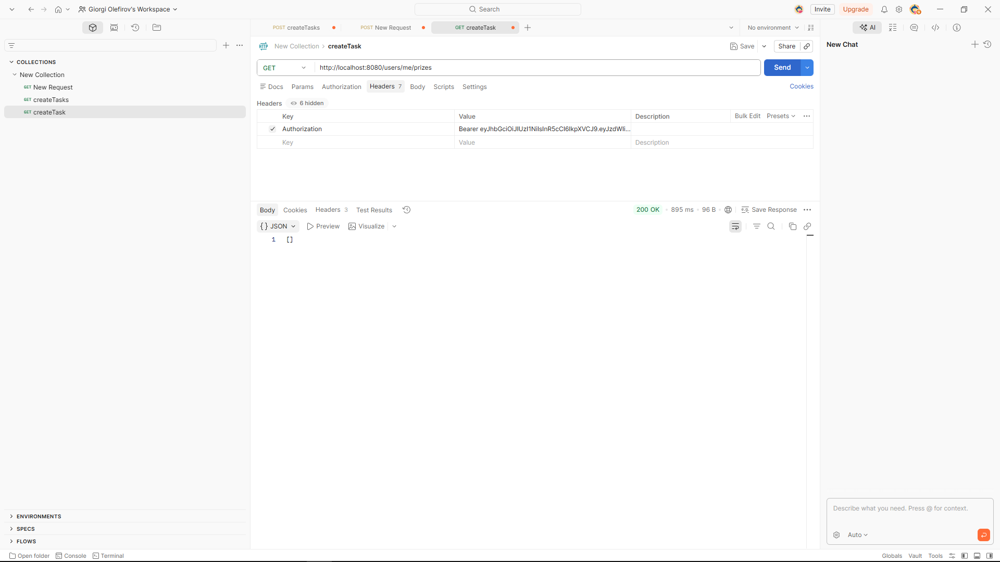 Giorgi Olefirov's Workspace
Search
Invite
Upgrade
POST createTasks
POST New Request
GET createTask
No environment
AI
HTTP New Collection › createTask
Save
Share
New Chat
COLLECTIONS
New Collection
GET New Request
GET createTasks
GET createTask
GET
http://localhost:8080/users/me/prizes
Send
Docs
Params
Authorization
Headers 7
Body
Scripts
Settings
Cookies
Headers
6 hidden
Key
Value
Description
Bulk Edit
Presets
Authorization
Bearer eyJhbGciOiJIUzI1NiIsInR5cCI6IkpXVCJ9.eyJzdWIi...
Key
Value
Description
Body
Cookies
Headers 3
Test Results
200 OK • 895 ms • 96 B
e.g. Save Response
{} JSON
Preview
Visualize
1 []
Describe what you need. Press @ for context.
Auto
ENVIRONMENTS
SPECS
FLOWS
Open folder
Console
Terminal
Globals
Vault
Tools